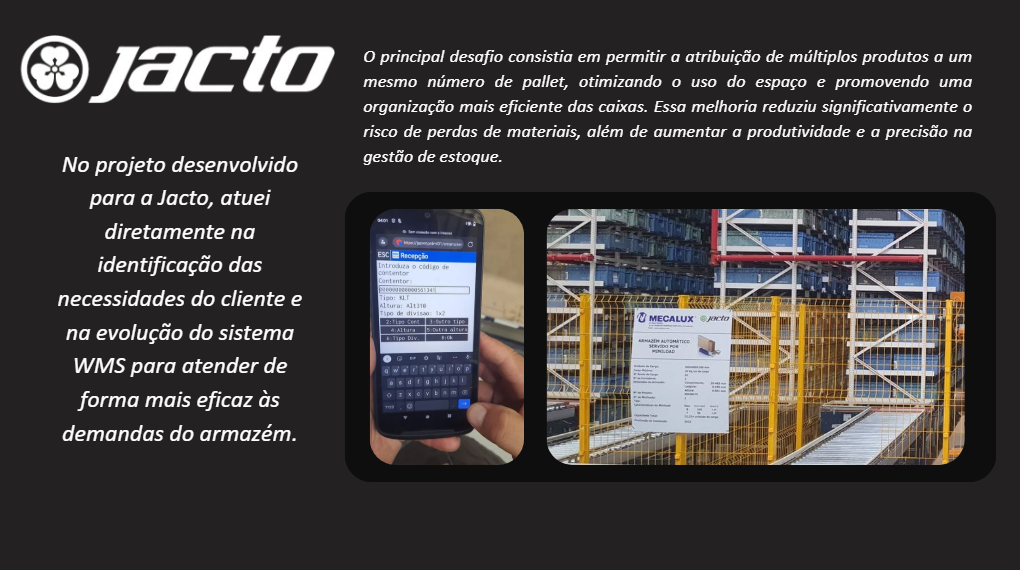 Jacto
O principal desafio consistia em permitir a atribuição de múltiplos produtos a um
mesmo número de pallet, otimizando o uso do espaço e promovendo uma
organização mais eficiente das caixas. Essa melhoria reduziu significativamente o
risco de perdas de materiais, além de aumentar a produtividade e a precisão na
gestão de estoque.
No projeto desenvolvido
para a Jacto, atuei
diretamente na
identificação das
necessidades do cliente e
na evolução do sistema
WMS para atender de
forma mais eficaz às
demandas do armazém.
ESC Recepção
Introduza o código de
contentor
Contentor:
Tipo: KLT
Altura: Alt310
Tipo de divisao: 1x2
2:Tipo Cont 3:Outro tipo
4:Altura 5:Outra altura
6:Tipo Div. 0:Ok
MECALUX Jacto
ARMAZÉM AUTOMÁTICO
SERVIDO POR
MINILOAD